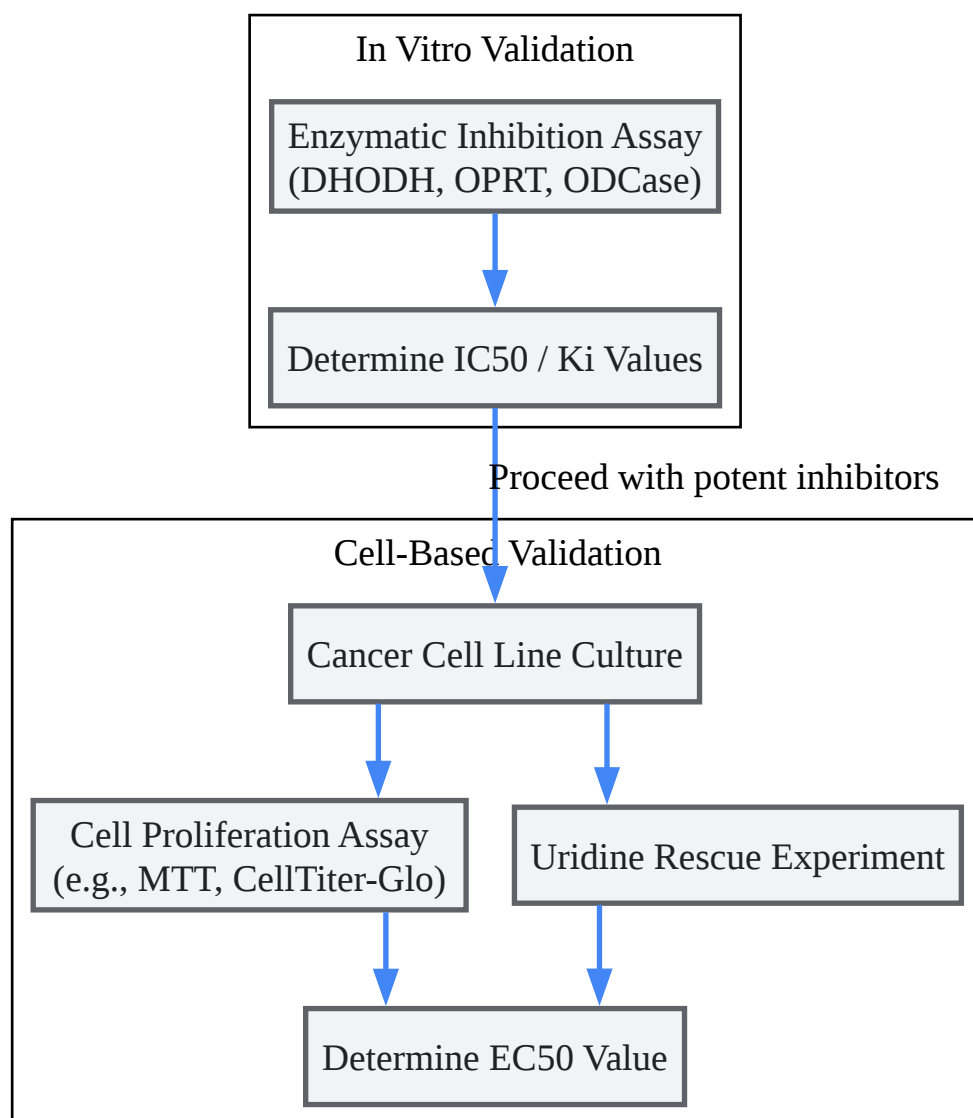 In Vitro Validation
Enzymatic Inhibition Assay
(DHODH, OPRT, ODCase)
Determine IC50 / Ki Values
Proceed with potent inhibitors
Cell-Based Validation
Cancer Cell Line Culture
Cell Proliferation Assay
(e.g., MTT, CellTiter-Glo)
Uridine Rescue Experiment
Determine EC50 Value